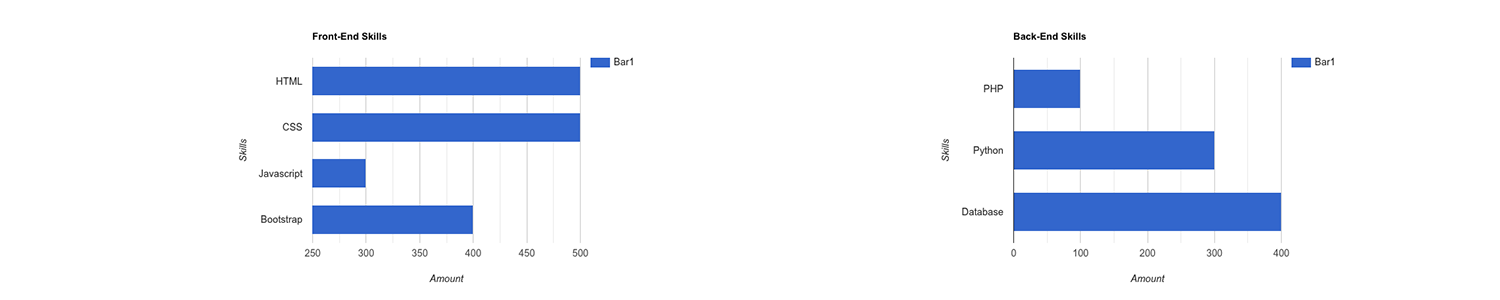 Front-End Skills
Bar1
HTML
CSS
Javascript
Bootstrap
Skills
250 300 350 400 450 500
Amount
Back-End Skills
Bar1
PHP
Python
Database
Skills
0 100 200 300 400
Amount